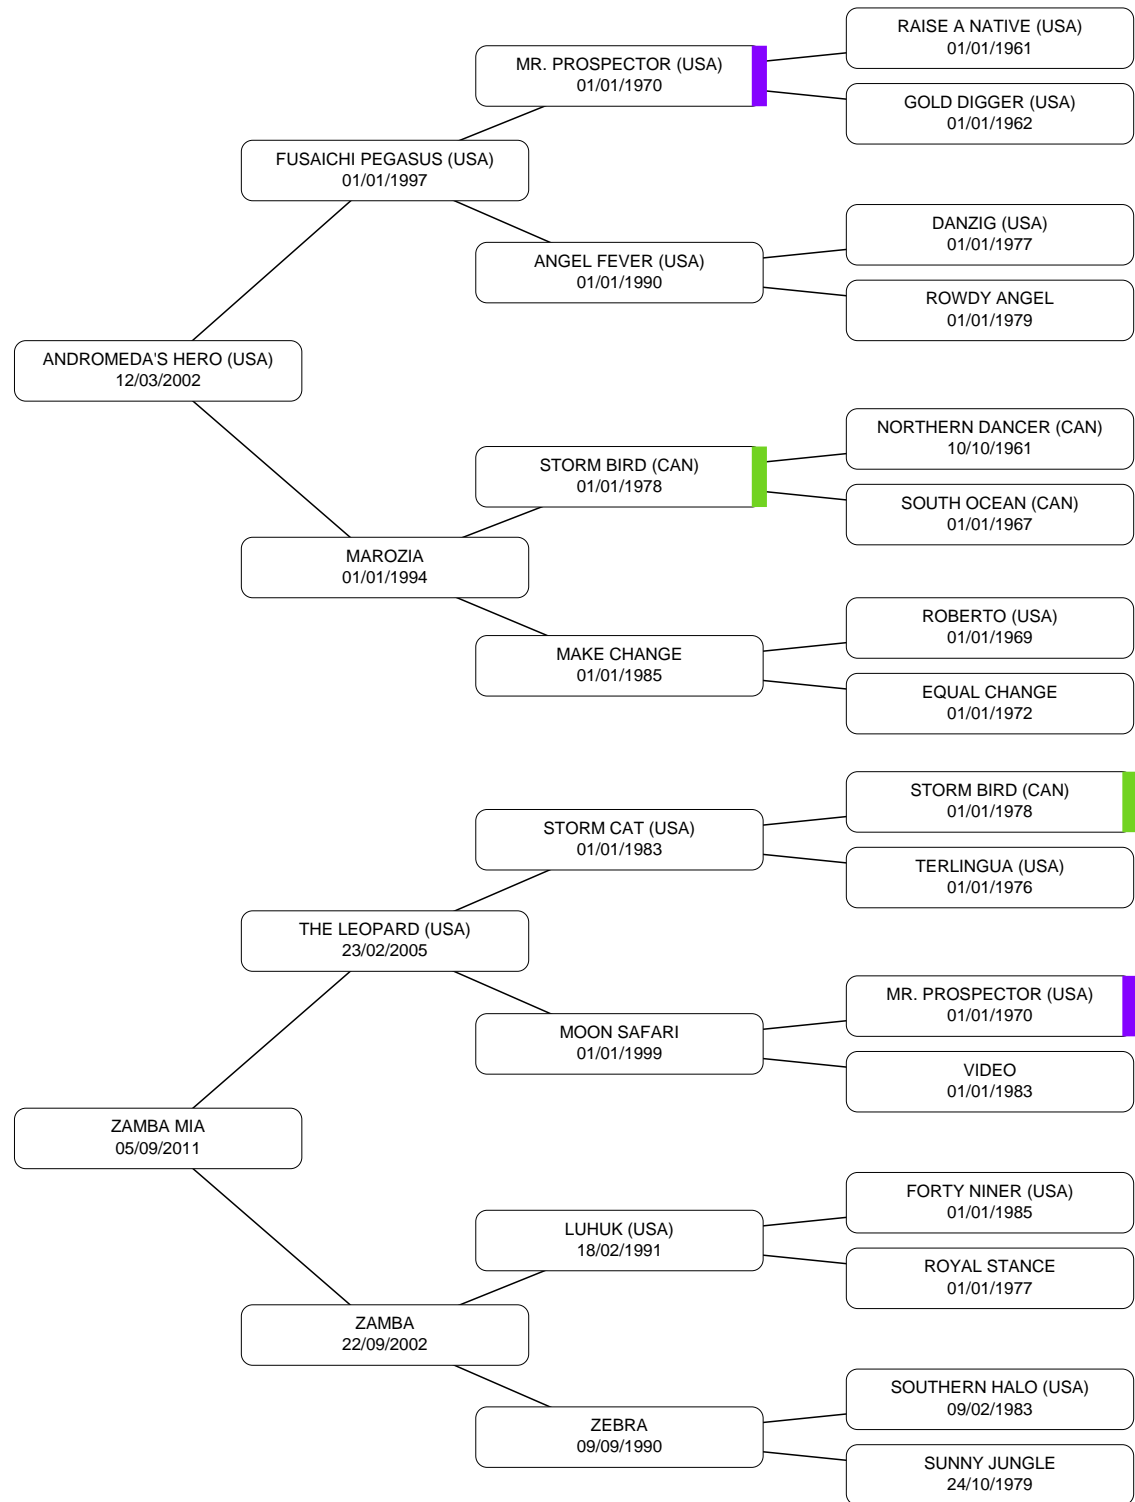 RAISE A NATIVE (USA)
01/01/1961
MR. PROSPECTOR (USA)
01/01/1970
GOLD DIGGER (USA)
01/01/1962
FUSAICHI PEGASUS (USA)
01/01/1997
DANZIG (USA)
01/01/1977
ANGEL FEVER (USA)
01/01/1990
ROWDY ANGEL
01/01/1979
ANDROMEDA'S HERO (USA)
12/03/2002
NORTHERN DANCER (CAN)
10/10/1961
STORM BIRD (CAN)
01/01/1978
SOUTH OCEAN (CAN)
01/01/1967
MAROZIA
01/01/1994
ROBERTO (USA)
01/01/1969
MAKE CHANGE
01/01/1985
EQUAL CHANGE
01/01/1972
STORM BIRD (CAN)
01/01/1978
STORM CAT (USA)
01/01/1983
TERLINGUA (USA)
01/01/1976
THE LEOPARD (USA)
23/02/2005
MR. PROSPECTOR (USA)
01/01/1970
MOON SAFARI
01/01/1999
VIDEO
01/01/1983
ZAMBA MIA
05/09/2011
FORTY NINER (USA)
01/01/1985
LUHUK (USA)
18/02/1991
ROYAL STANCE
01/01/1977
ZAMBA
22/09/2002
SOUTHERN HALO (USA)
09/02/1983
ZEBRA
09/09/1990
SUNNY JUNGLE
24/10/1979